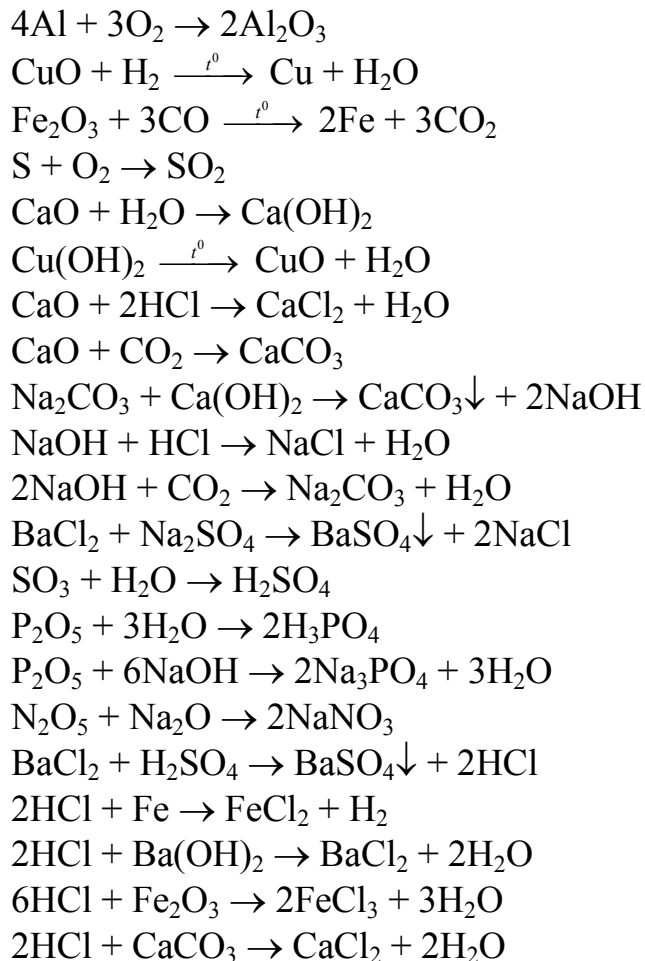 4Al + 3O₂ → 2Al₂O₃
CuO + H₂ —t⁰→ Cu + H₂O
Fe₂O₃ + 3CO —t⁰→ 2Fe + 3CO₂
S + O₂ → SO₂
CaO + H₂O → Ca(OH)₂
Cu(OH)₂ —t⁰→ CuO + H₂O
CaO + 2HCl → CaCl₂ + H₂O
CaO + CO₂ → CaCO₃
Na₂CO₃ + Ca(OH)₂ → CaCO₃↓ + 2NaOH
NaOH + HCl → NaCl + H₂O
2NaOH + CO₂ → Na₂CO₃ + H₂O
BaCl₂ + Na₂SO₄ → BaSO₄↓ + 2NaCl
SO₃ + H₂O → H₂SO₄
P₂O₅ + 3H₂O → 2H₃PO₄
P₂O₅ + 6NaOH → 2Na₃PO₄ + 3H₂O
N₂O₅ + Na₂O → 2NaNO₃
BaCl₂ + H₂SO₄ → BaSO₄↓ + 2HCl
2HCl + Fe → FeCl₂ + H₂
2HCl + Ba(OH)₂ → BaCl₂ + 2H₂O
6HCl + Fe₂O₃ → 2FeCl₃ + 3H₂O
2HCl + CaCO₃ → CaCl₂ + 2H₂O